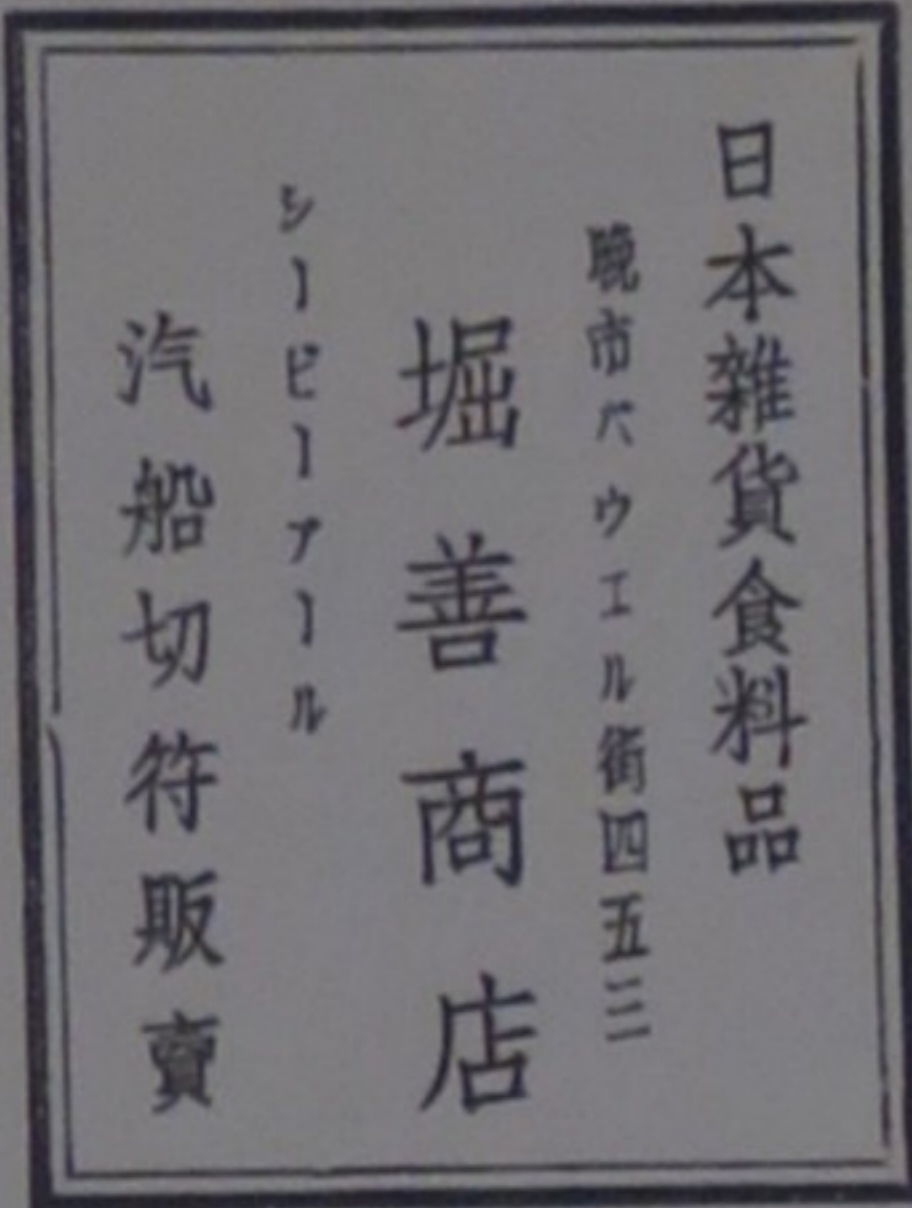 日本雑貨食料品
晩市パウエル街四五三
堀善商店
シーピーアール
汽船切符販賣